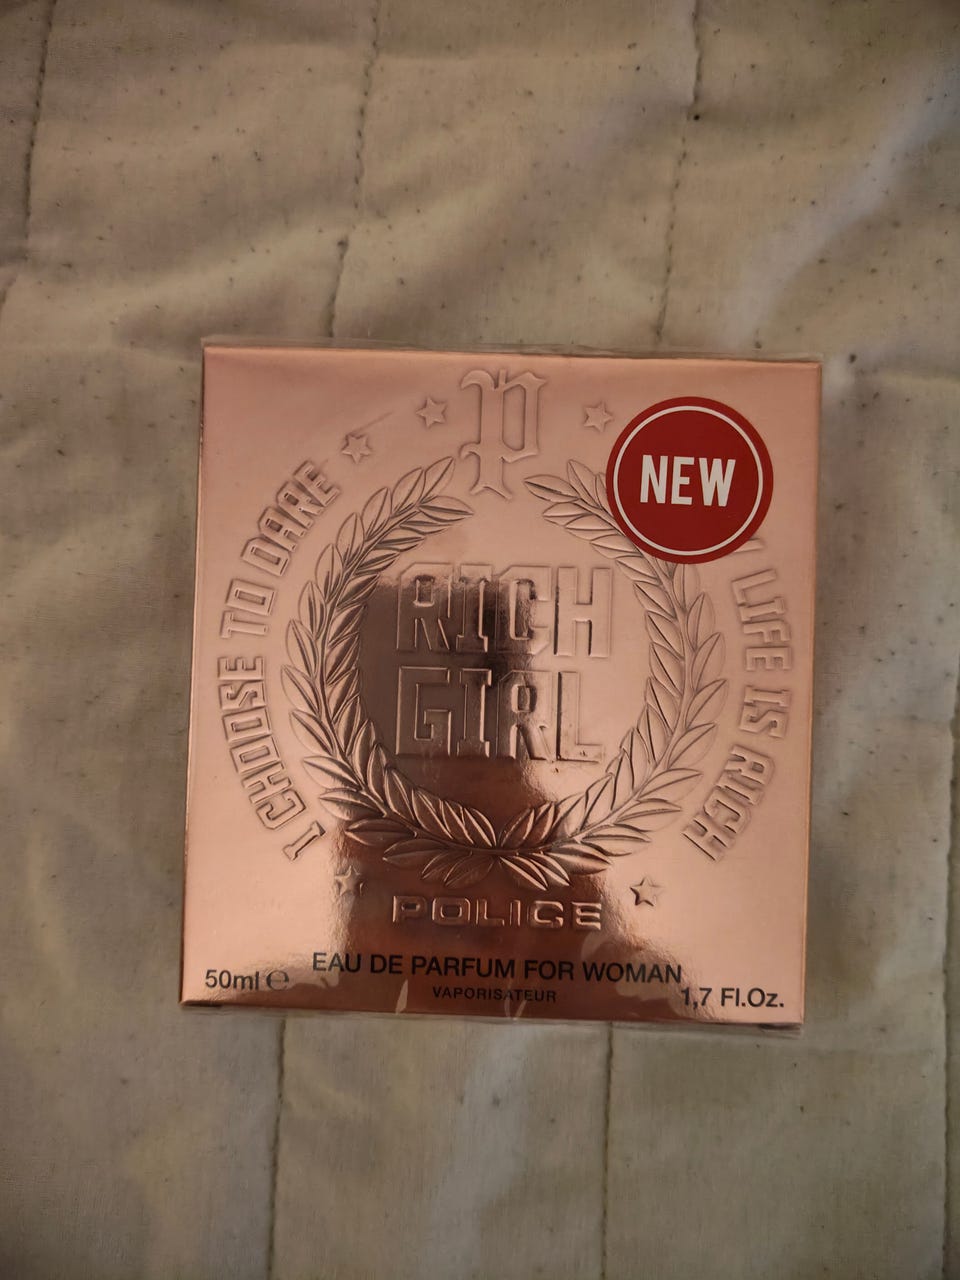 P
NEW
I CHOOSE TO DARE
LIFE IS RICH
RICH
GIRL
POLICE
EAU DE PARFUM FOR WOMAN
VAPORISATEUR
50ml ℮
1,7 Fl.Oz.